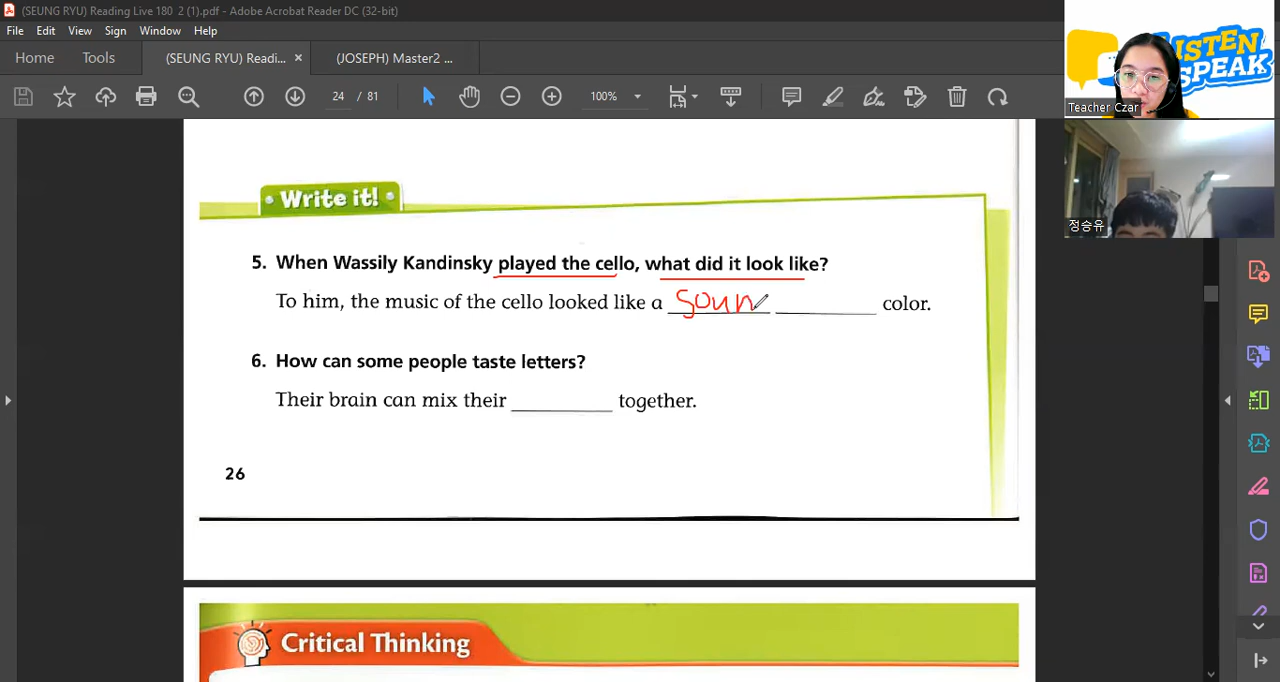 (SEUNG RYU) Reading Live 180 2 (1).pdf - Adobe Acrobat Reader DC (32-bit)
File Edit View Sign Window Help
Home Tools (SEUNG RYU) Readi... × (JOSEPH) Master2 ...
24 / 81 100%
LISTEN
SPEAK
Teacher Czar
정승유
Write it!
5. When Wassily Kandinsky played the cello, what did it look like?
To him, the music of the cello looked like a soun ________ color.
6. How can some people taste letters?
Their brain can mix their ________ together.
26
Critical Thinking